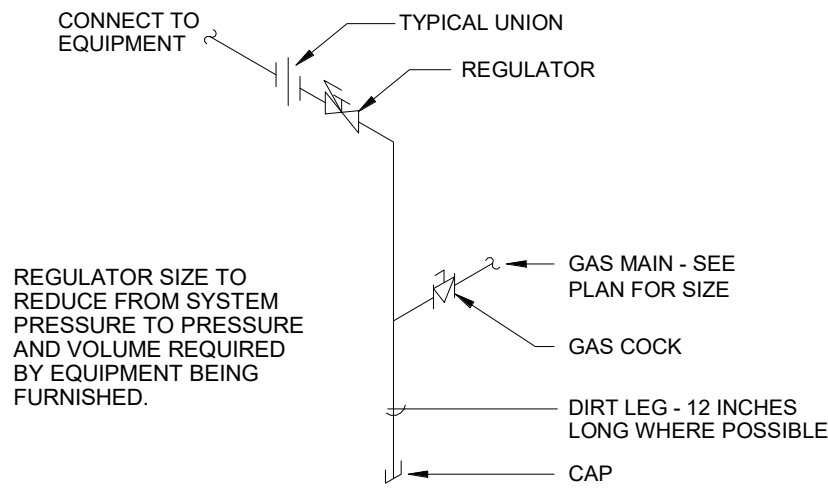 CONNECT TO
EQUIPMENT
TYPICAL UNION
REGULATOR
REGULATOR SIZE TO
REDUCE FROM SYSTEM
PRESSURE TO PRESSURE
AND VOLUME REQUIRED
BY EQUIPMENT BEING
FURNISHED.
GAS MAIN - SEE
PLAN FOR SIZE
GAS COCK
DIRT LEG - 12 INCHES
LONG WHERE POSSIBLE
CAP